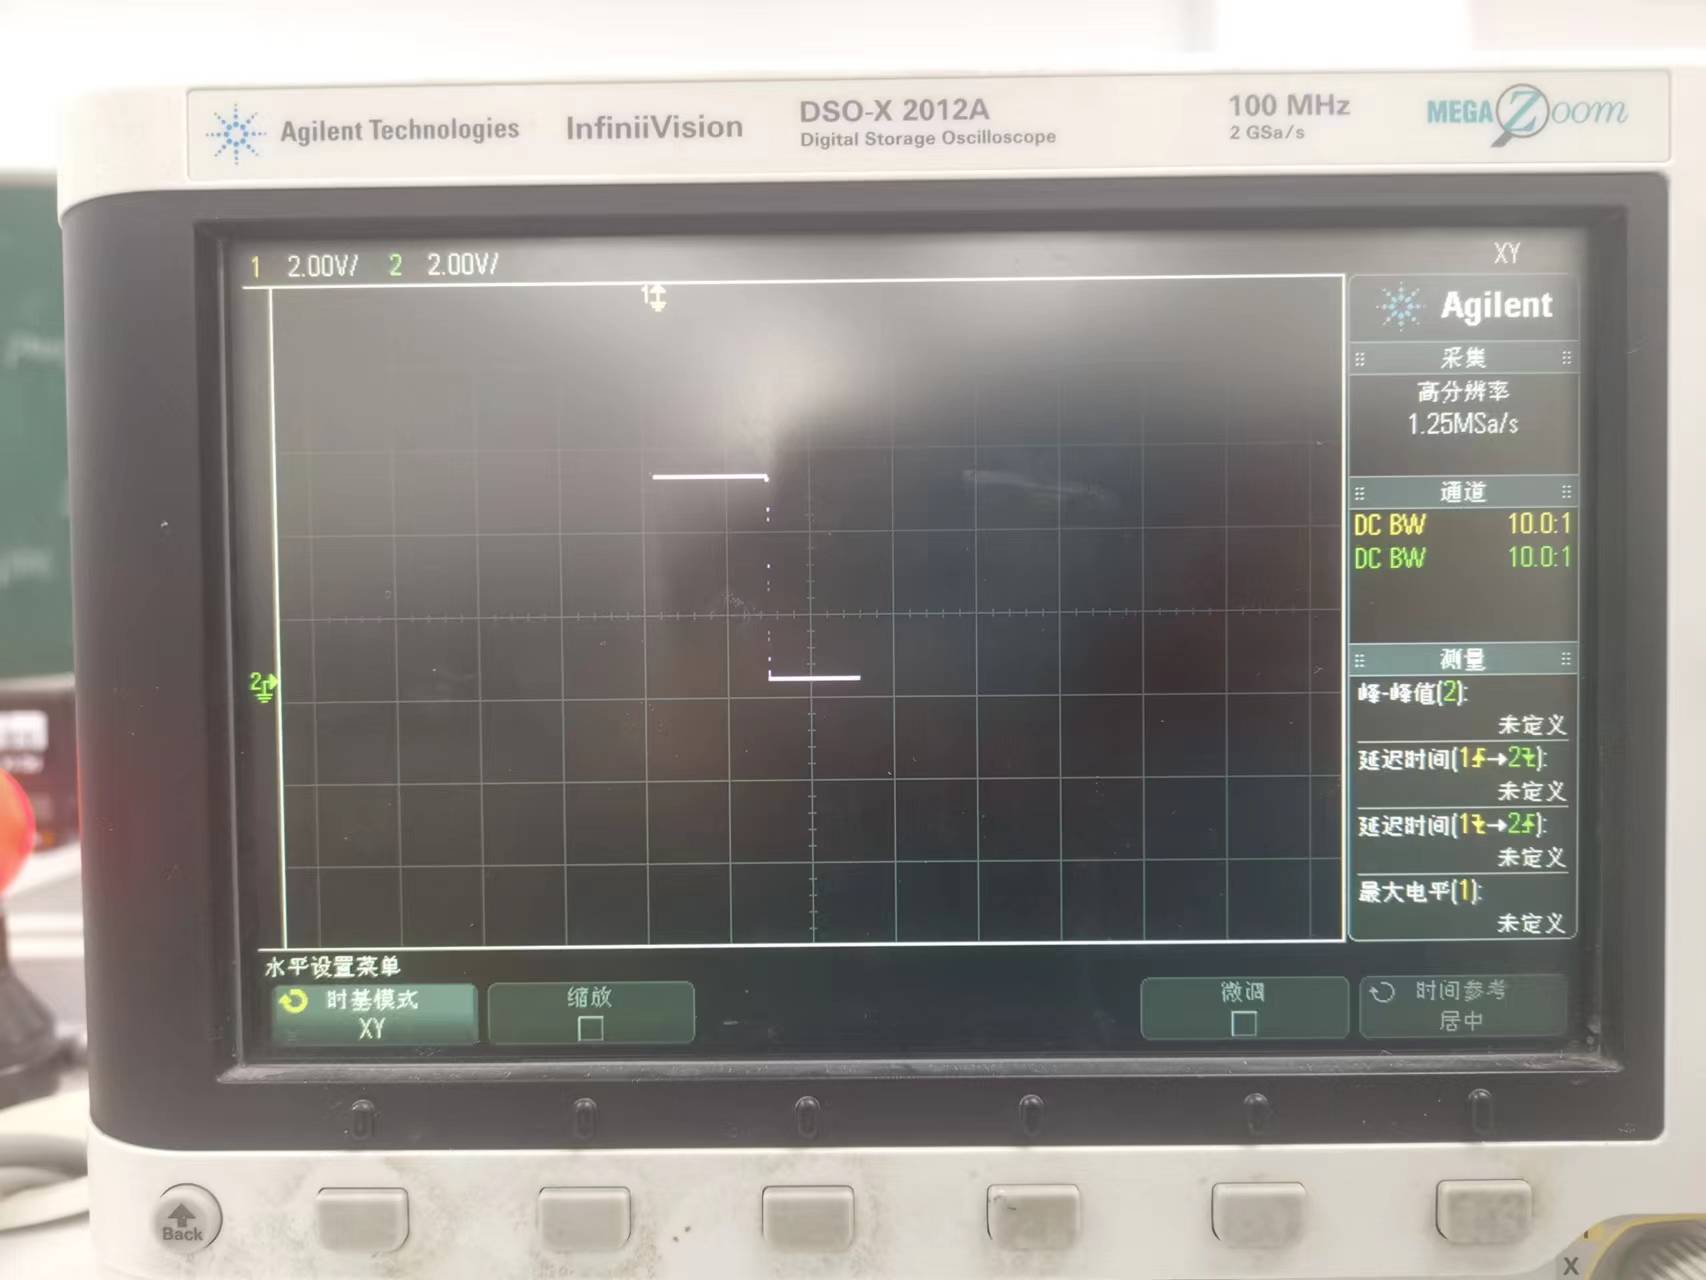 Agilent Technologies InfiniiVision DSO-X 2012A 100 MHz MEGA Zoom
Digital Storage Oscilloscope 2 GSa/s
1 2.00V/ 2 2.00V/ XY
1
Agilent
采集
高分辨率
1.25MSa/s
通道
DC BW 10.0:1
DC BW 10.0:1
测量
2
峰-峰值(2):
未定义
延迟时间(1→2):
未定义
延迟时间(1→2):
未定义
最大电平(1):
未定义
水平设置菜单
时基模式 缩放 微调 时间参考
XY 居中
Back
X